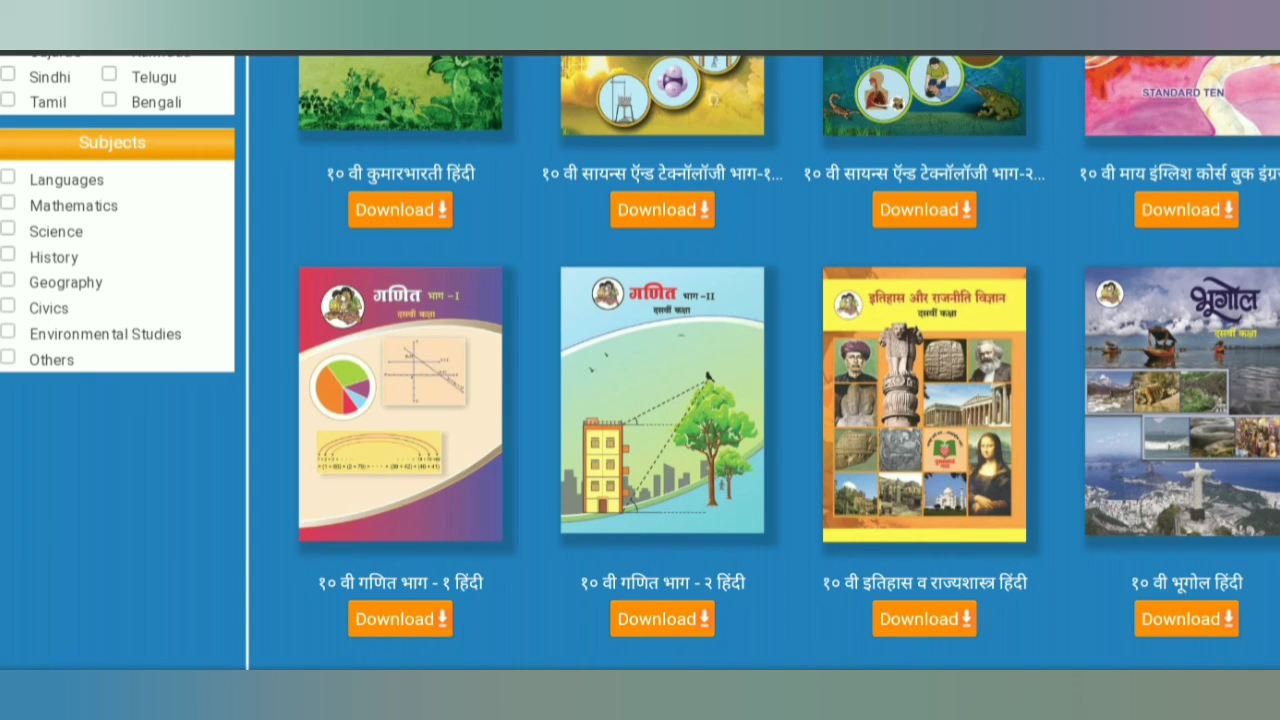 Sindhi
Telugu
Tamil
Bengali
Subjects
Languages
Mathematics
Science
History
Geography
Civics
Environmental Studies
Others
STANDARD TEN
१० वी कुमारभारती हिंदी
१० वी सायन्स ऍन्ड टेक्नॉलॉजी भाग-१...
१० वी सायन्स ऍन्ड टेक्नॉलॉजी भाग-२...
१० वी माय इंग्लिश कोर्स बुक
Download
Download
Download
Download
गणित भाग -I
दसवीं कक्षा
गणित भाग -II
दसवीं कक्षा
इतिहास और राजनीति विज्ञान
दसवीं कक्षा
भूगोल
दसवीं कक्षा
१० वी गणित भाग - १ हिंदी
१० वी गणित भाग - २ हिंदी
१० वी इतिहास व राज्यशास्त्र हिंदी
१० वी भूगोल हिंदी
Download
Download
Download
Download